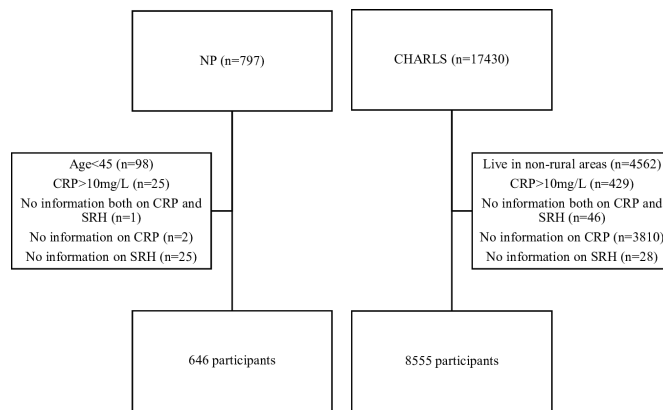 NP (n=797)
CHARLS (n=17430)
Age<45 (n=98)
CRP>10mg/L (n=25)
No information both on CRP and
SRH (n=1)
No information on CRP (n=2)
No information on SRH (n=25)
Live in non-rural areas (n=4562)
CRP>10mg/L (n=429)
No information both on CRP and
SRH (n=46)
No information on CRP (n=3810)
No information on SRH (n=28)
646 participants
8555 participants